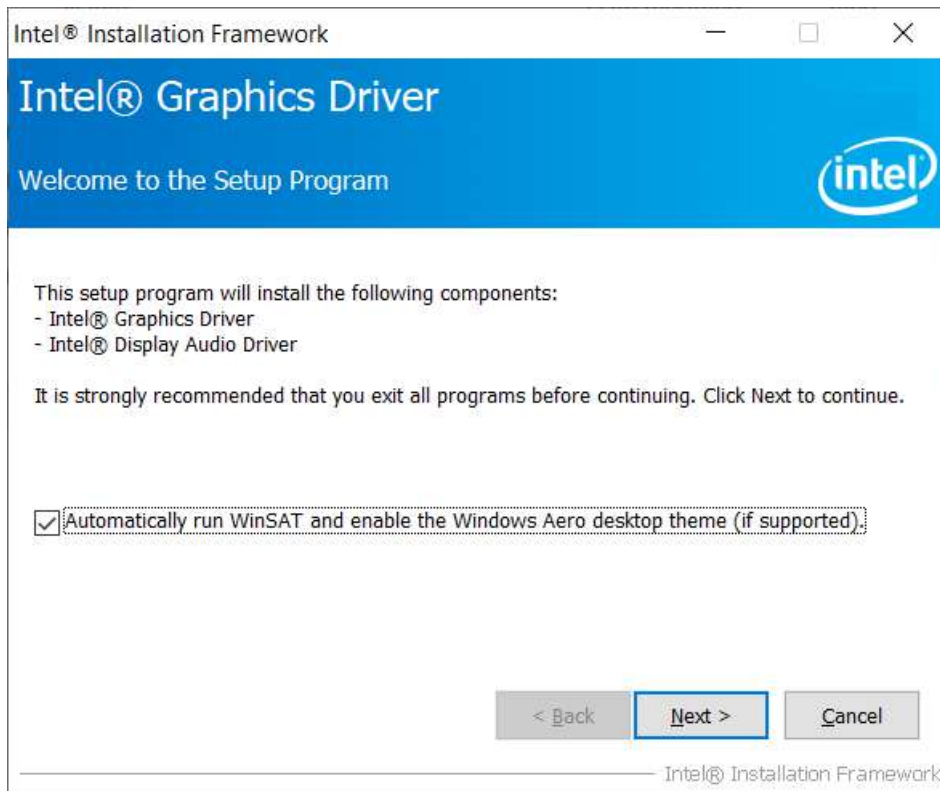 Intel® Installation Framework
Intel® Graphics Driver
Welcome to the Setup Program
intel
This setup program will install the following components:
- Intel® Graphics Driver
- Intel® Display Audio Driver
It is strongly recommended that you exit all programs before continuing. Click Next to continue.
Automatically run WinSAT and enable the Windows Aero desktop theme (if supported).
< Back
Next >
Cancel
Intel® Installation Framework